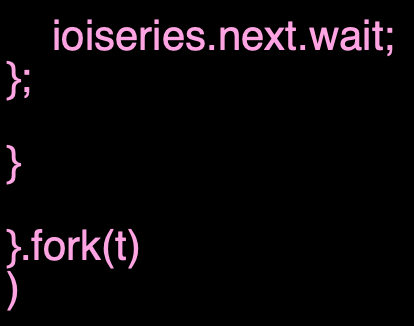 ioiseries.next.wait;
};
}
}.fork(t)
)